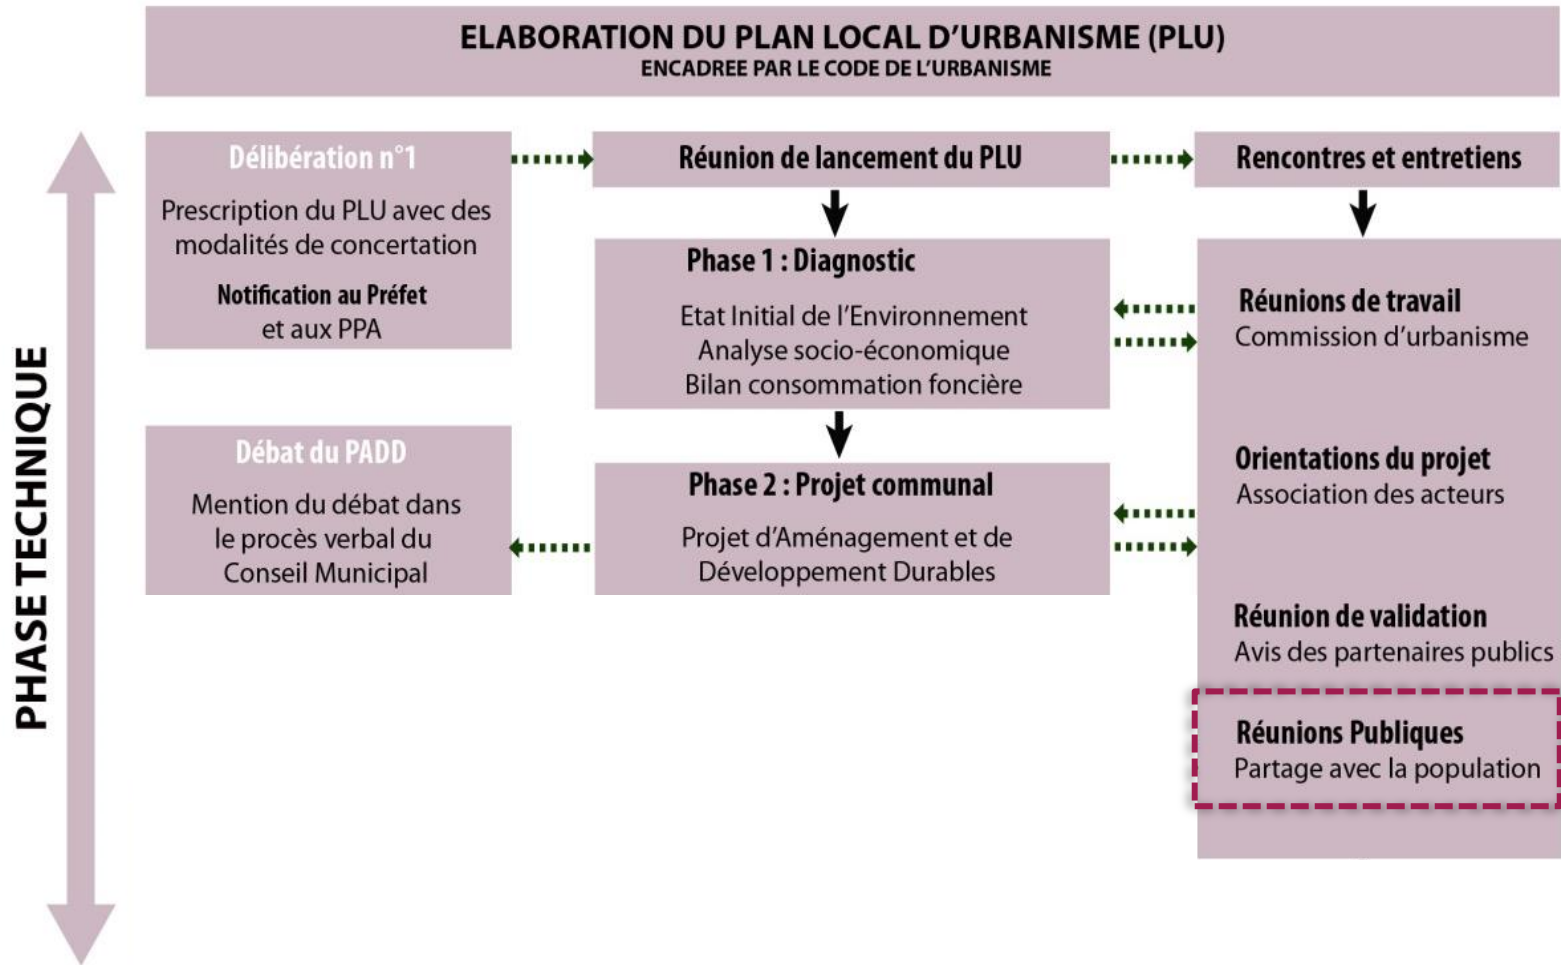 ELABORATION DU PLAN LOCAL D'URBANISME (PLU)
ENCADREE PAR LE CODE DE L'URBANISME
PHASE TECHNIQUE
Délibération n°1
Prescription du PLU avec des
modalités de concertation
Notification au Préfet
et aux PPA
Débat du PADD
Mention du débat dans
le procès verbal du
Conseil Municipal
Réunion de lancement du PLU
Phase 1 : Diagnostic
Etat Initial de l'Environnement
Analyse socio-économique
Bilan consommation foncière
Phase 2 : Projet communal
Projet d'Aménagement et de
Développement Durables
Rencontres et entretiens
Réunions de travail
Commission d'urbanisme
Orientations du projet
Association des acteurs
Réunion de validation
Avis des partenaires publics
Réunions Publiques
Partage avec la population